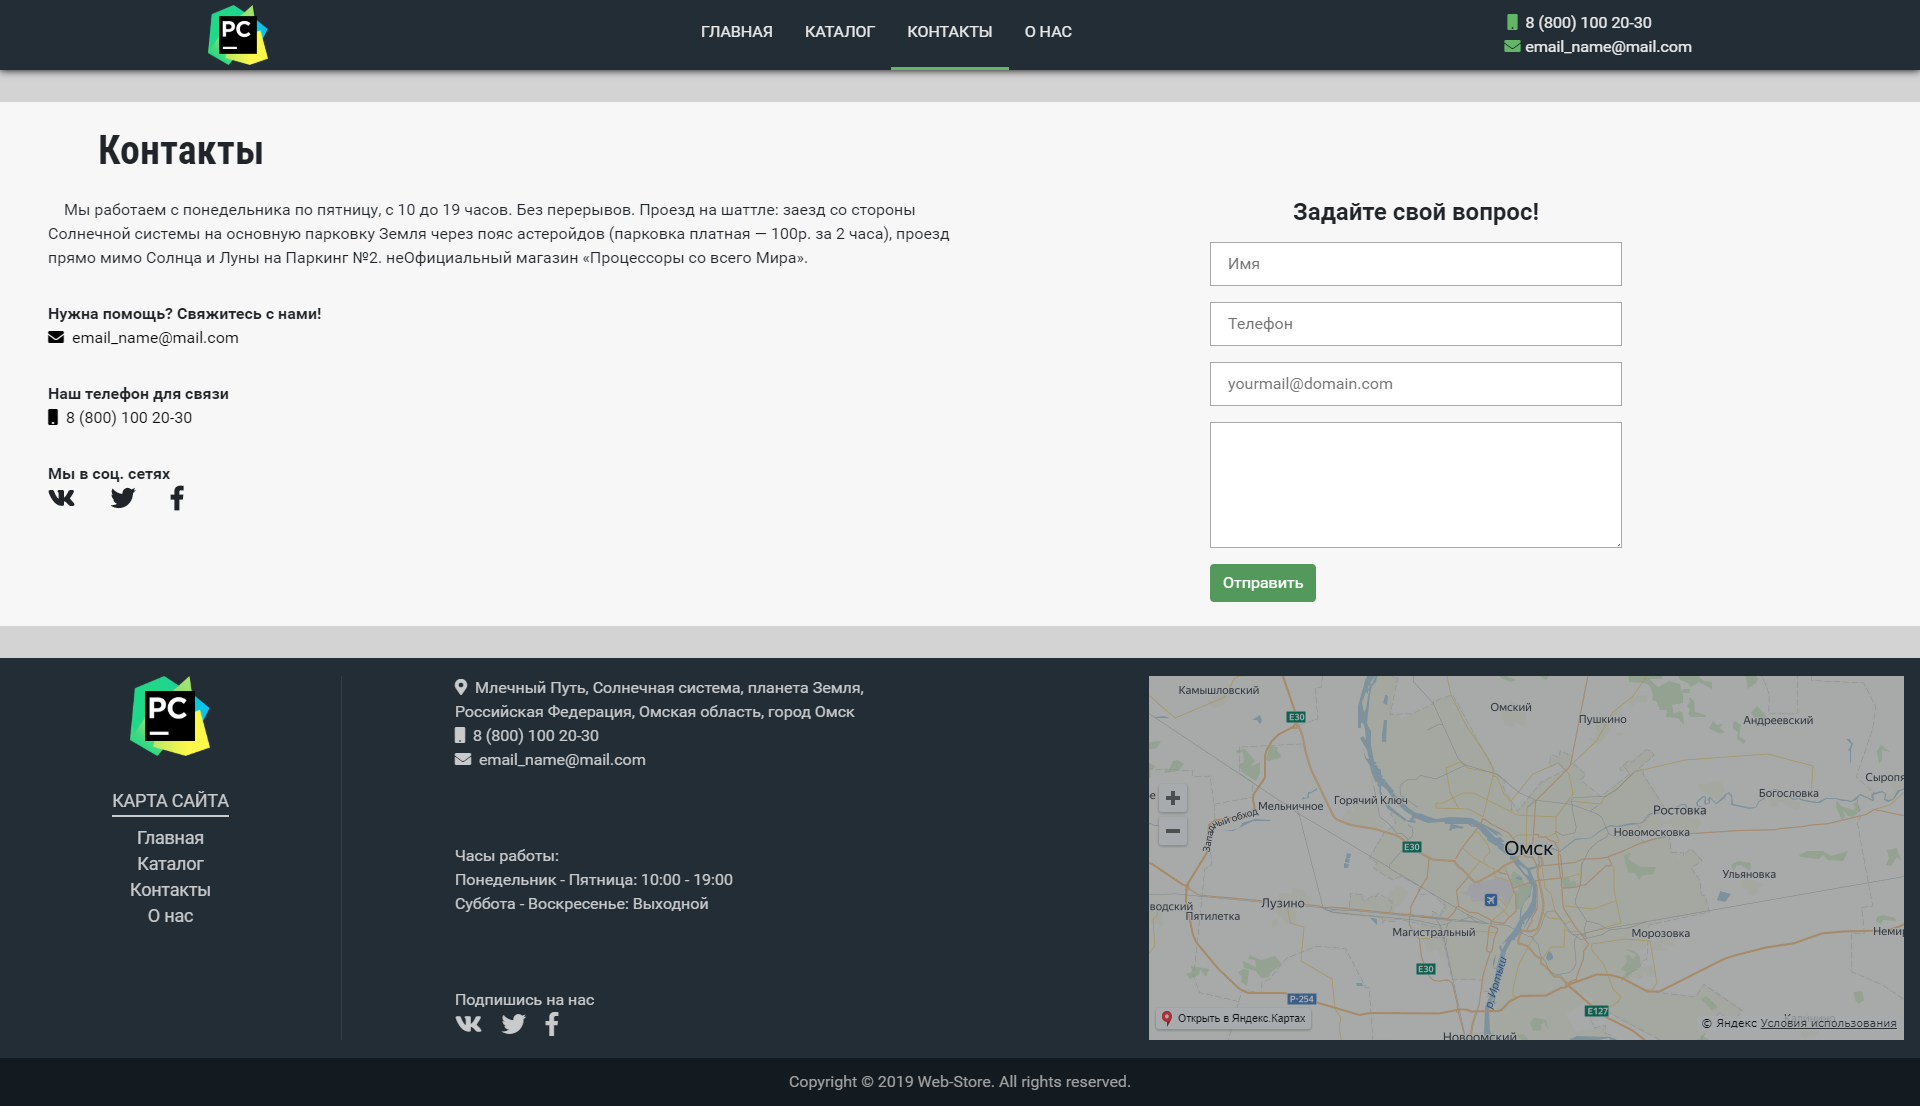 PC
ГЛАВНАЯ КАТАЛОГ КОНТАКТЫ О НАС
8 (800) 100 20-30
email_name@mail.com
Контакты
Мы работаем с понедельника по пятницу, с 10 до 19 часов. Без перерывов. Проезд на шаттле: заезд со стороны
Солнечной системы на основную парковку Земля через пояс астеройдов (парковка платная — 100р. за 2 часа), проезд
прямо мимо Солнца и Луны на Паркинг №2. неОфициальный магазин «Процессоры со всего Мира».
Нужна помощь? Свяжитесь с нами!
email_name@mail.com
Наш телефон для связи
8 (800) 100 20-30
Мы в соц. сетях
Задайте свой вопрос!
Имя
Телефон
yourmail@domain.com
Отправить
PC
КАРТА САЙТА
Главная
Каталог
Контакты
О нас
Млечный Путь, Солнечная система, планета Земля,
Российская Федерация, Омская область, город Омск
8 (800) 100 20-30
email_name@mail.com
Часы работы:
Понедельник - Пятница: 10:00 - 19:00
Суббота - Воскресенье: Выходной
Подпишись на нас
Камышловский
Омский
E30
Пушкино
Андреевский
Сыропя
Богословка
е
Горячий Ключ
Мельничное
Ростовка
Западный обход
Новомосковка
E30
Омск
Ульяновка
Лузино
водский
Пятилетка
Магистральный
Морозовка
Немир
E30
р. Иртыш
Р-254
E127
Открыть в Яндекс.Картах
Калинино
© Яндекс Условия использования
Новоомский
Copyright © 2019 Web-Store. All rights reserved.